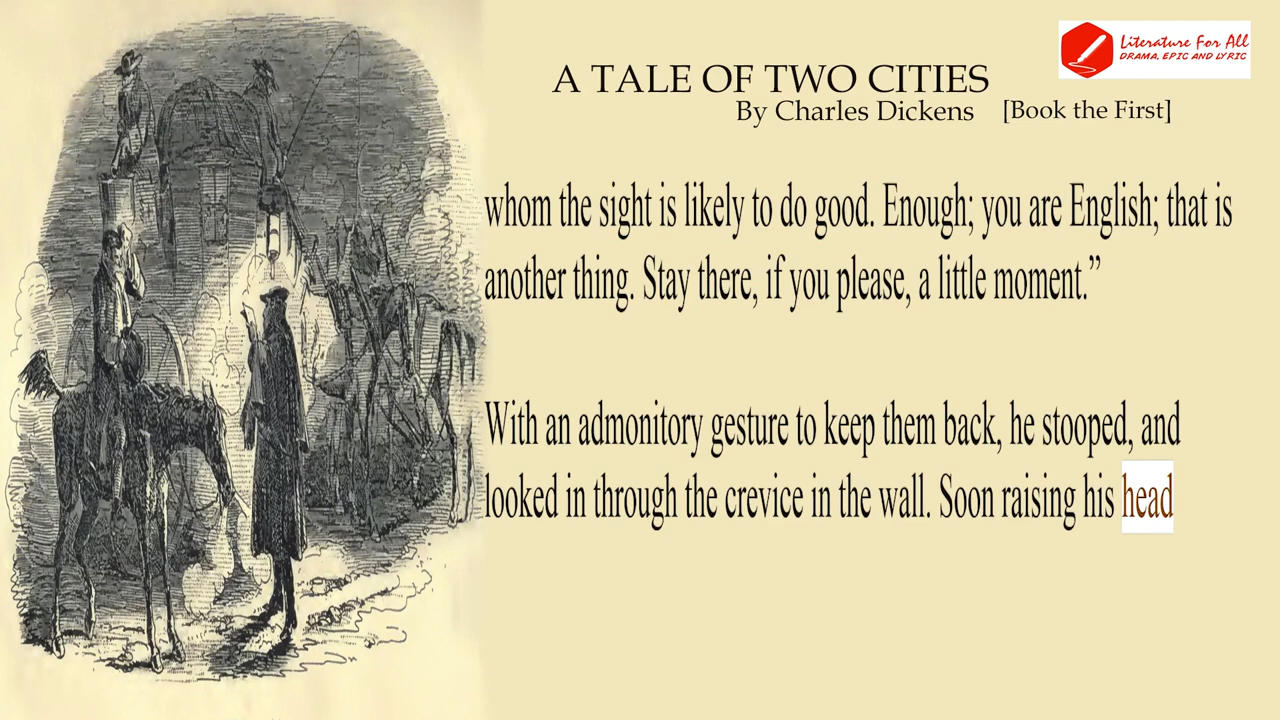 Literature For All
DRAMA, EPIC AND LYRIC
A TALE OF TWO CITIES
By Charles Dickens [Book the First]
whom the sight is likely to do good. Enough; you are English; that is
another thing. Stay there, if you please, a little moment.”
With an admonitory gesture to keep them back, he stooped, and
looked in through the crevice in the wall. Soon raising his head